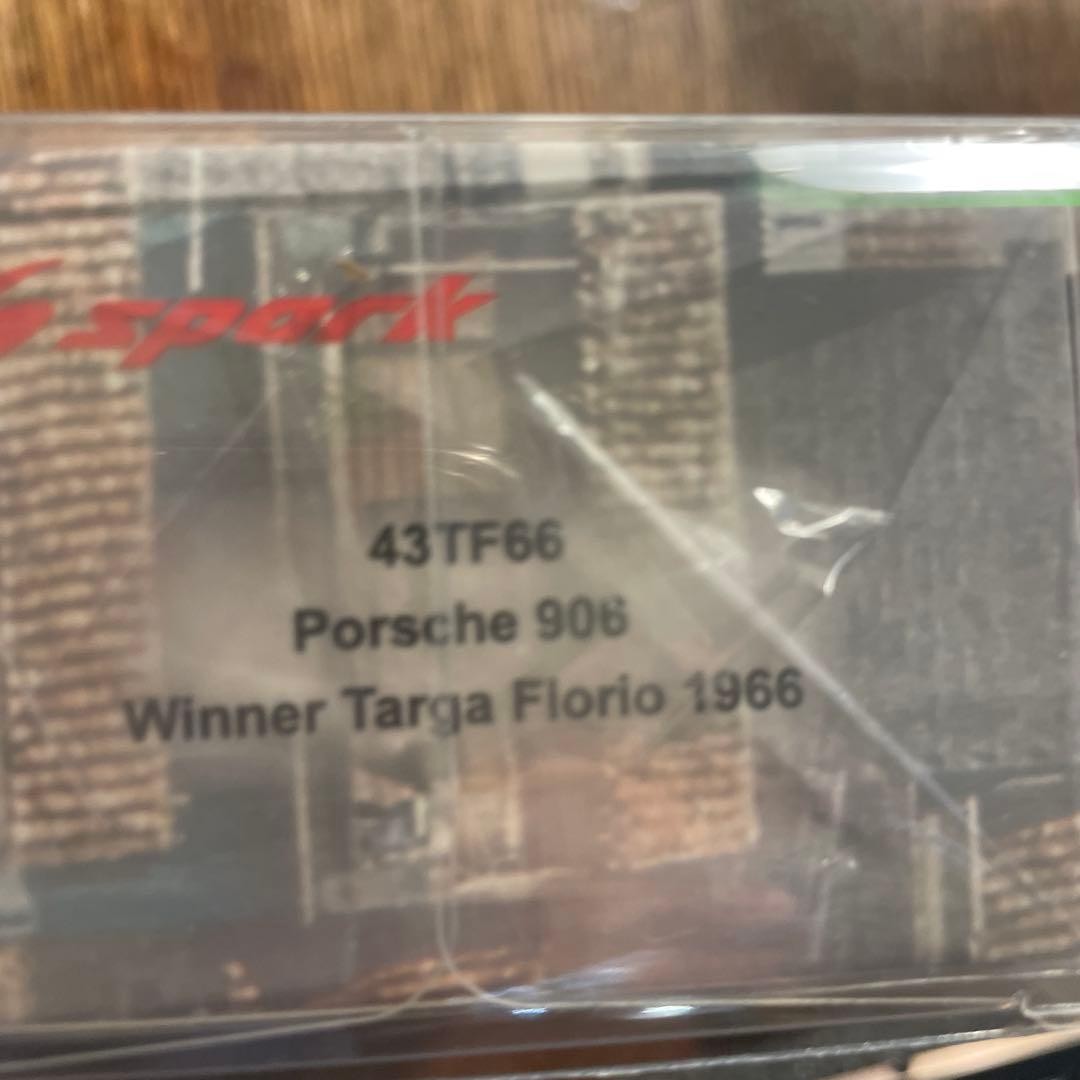 spark
43TF66
Porsche 906
Winner Targa Florio 1966